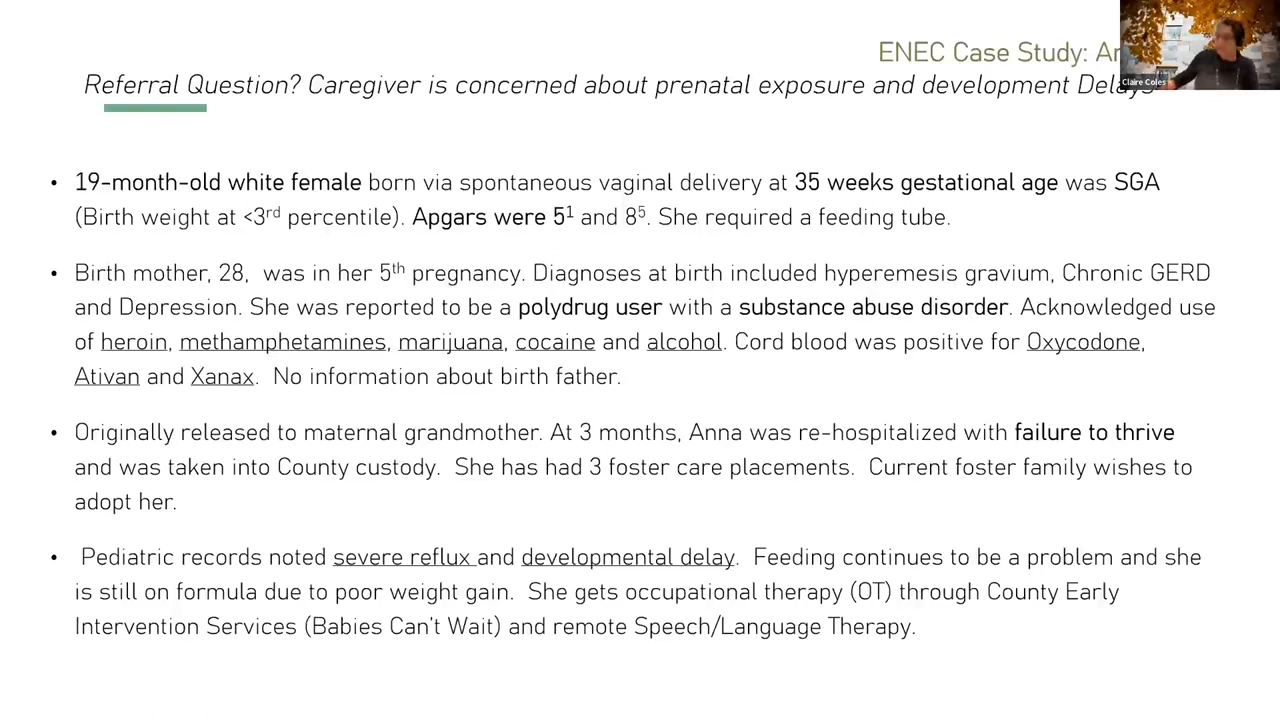 ENEC Case Study:
Referral Question? Caregiver is concerned about prenatal exposure and development Delays
Claire Coles
• 19-month-old white female born via spontaneous vaginal delivery at 35 weeks gestational age was SGA
(Birth weight at <3rd percentile). Apgars were 5¹ and 8⁵. She required a feeding tube.
• Birth mother, 28, was in her 5th pregnancy. Diagnoses at birth included hyperemesis gravium, Chronic GERD
and Depression. She was reported to be a polydrug user with a substance abuse disorder. Acknowledged use
of heroin, methamphetamines, marijuana, cocaine and alcohol. Cord blood was positive for Oxycodone,
Ativan and Xanax. No information about birth father.
• Originally released to maternal grandmother. At 3 months, Anna was re-hospitalized with failure to thrive
and was taken into County custody. She has had 3 foster care placements. Current foster family wishes to
adopt her.
• Pediatric records noted severe reflux and developmental delay. Feeding continues to be a problem and she
is still on formula due to poor weight gain. She gets occupational therapy (OT) through County Early
Intervention Services (Babies Can't Wait) and remote Speech/Language Therapy.